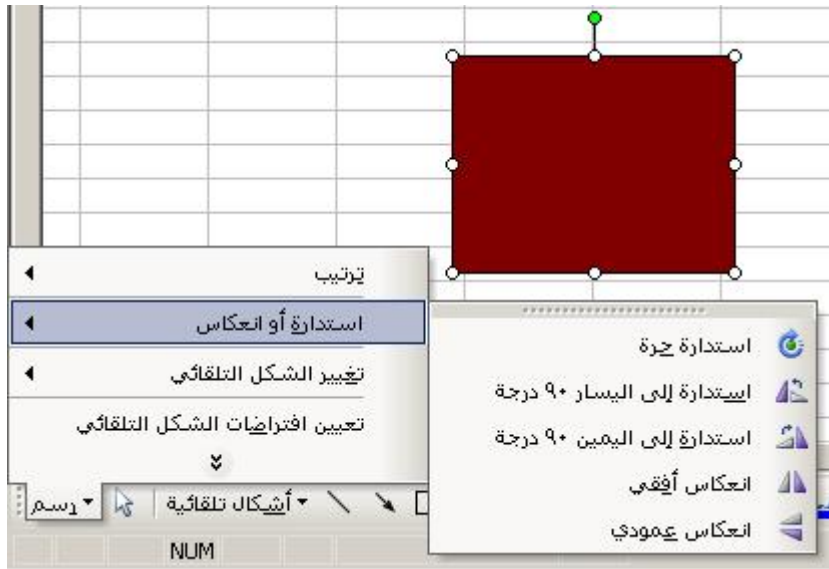 ترتيب
استدارة أو انعكاس
تغيير الشكل التلقائي
تعيين افتراضات الشكل التلقائي
استدارة حرة
استدارة إلى اليسار ٩٠ درجة
استدارة إلى اليمين ٩٠ درجة
انعكاس أفقي
انعكاس عمودي
رسم
أشكال تلقائية
NUM